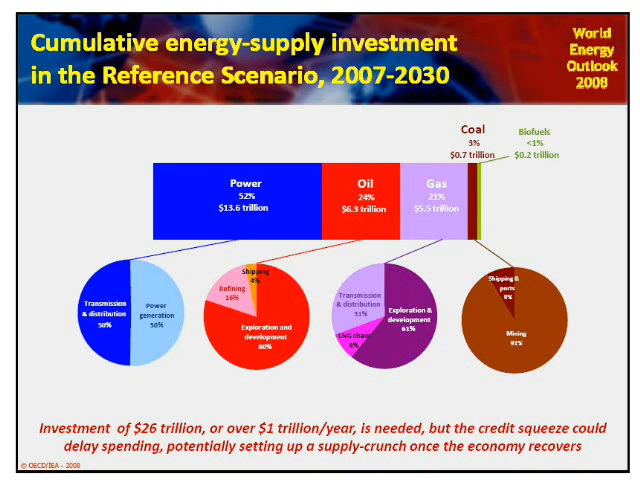 Cumulative energy-supply investment
in the Reference Scenario, 2007-2030
World
Energy
Outlook
2008
Coal
3%
$0.7 trillion
Biofuels
<1%
$0.2 trillion
Power
52%
$13.6 trillion
Oil
24%
$6.3 trillion
Gas
21%
$5.5 trillion
Transmission
& distribution
50%
Power
generation
50%
Shipping
4%
Refining
16%
Exploration and
development
80%
Transmission
& distribution
31%
Exploration &
development
61%
LNG chain
8%
Shipping &
ports
9%
Mining
91%
Investment of $26 trillion, or over $1 trillion/year, is needed, but the credit squeeze could
delay spending, potentially setting up a supply-crunch once the economy recovers
© OECD/IEA - 2008